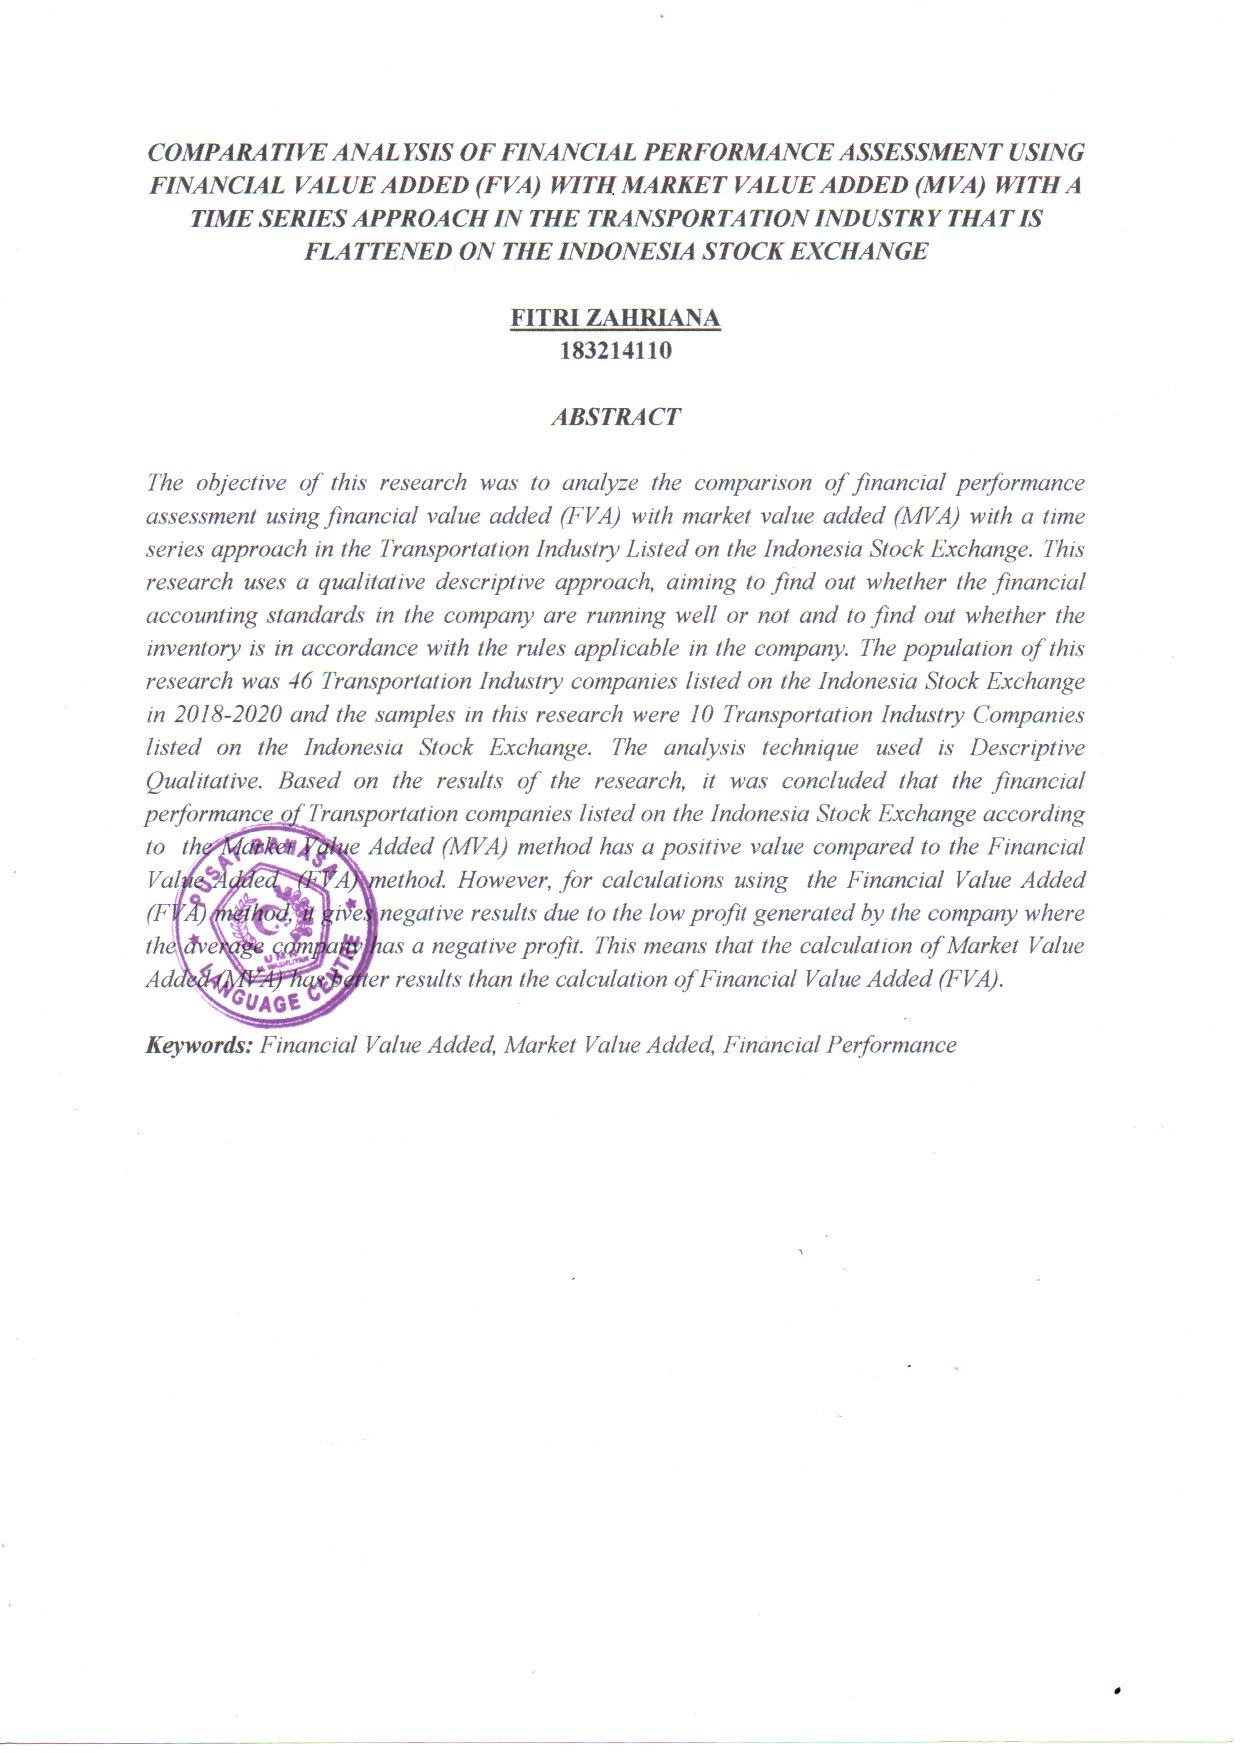 COMPARATIVE ANALYSIS OF FINANCIAL PERFORMANCE ASSESSMENT USING
FINANCIAL VALUE ADDED (FVA) WITH MARKET VALUE ADDED (MVA) WITH A
TIME SERIES APPROACH IN THE TRANSPORTATION INDUSTRY THAT IS
FLATTENED ON THE INDONESIA STOCK EXCHANGE
FITRI ZAHRIANA
183214110
ABSTRACT
The objective of this research was to analyze the comparison of financial performance
assessment using financial value added (FVA) with market value added (MVA) with a time
series approach in the Transportation Industry Listed on the Indonesia Stock Exchange. This
research uses a qualitative descriptive approach, aiming to find out whether the financial
accounting standards in the company are running well or not and to find out whether the
inventory is in accordance with the rules applicable in the company. The population of this
research was 46 Transportation Industry companies listed on the Indonesia Stock Exchange
in 2018-2020 and the samples in this research were 10 Transportation Industry Companies
listed on the Indonesia Stock Exchange. The analysis technique used is Descriptive
Qualitative. Based on the results of the research, it was concluded that the financial
performance of Transportation companies listed on the Indonesia Stock Exchange according
to the Market Value Added (MVA) method has a positive value compared to the Financial
Value Added (FVA) method. However, for calculations using the Financial Value Added
(FVA) method, it gives negative results due to the low profit generated by the company where
the average company has a negative profit. This means that the calculation of Market Value
Added (MVA) has better results than the calculation of Financial Value Added (FVA).
PUSAT BAHASA
UMN
AL WASHLIYAH
LANGUAGE CENTRE
Keywords: Financial Value Added, Market Value Added, Financial Performance